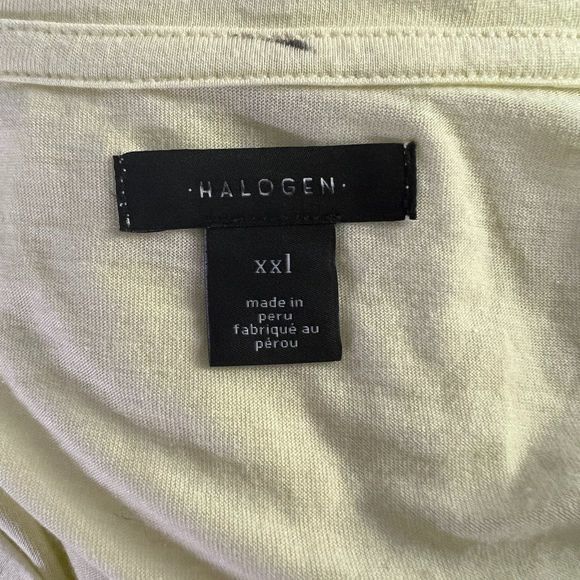 ·HALOGEN·
xxl
made in
peru
fabriqué au
pérou